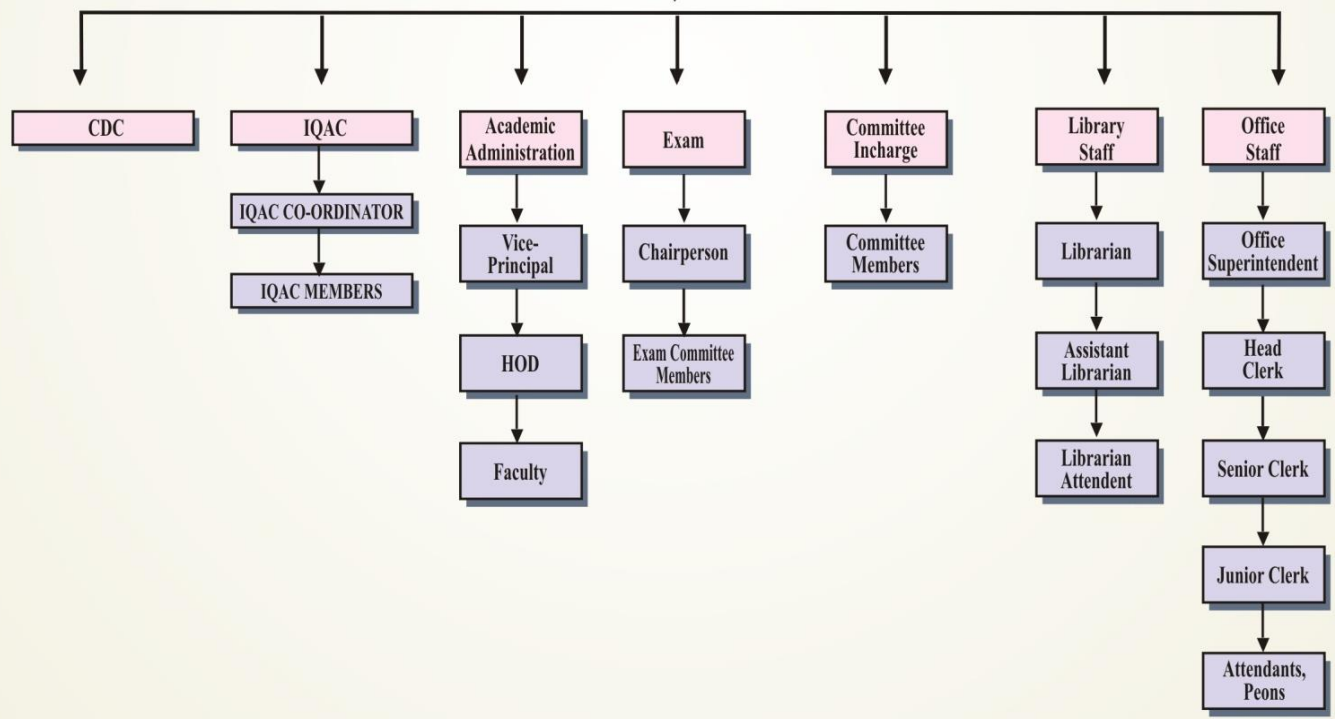 CDC
IQAC
IQAC CO-ORDINATOR
IQAC MEMBERS
Academic
Administration
Vice-
Principal
HOD
Faculty
Exam
Chairperson
Exam Committee
Members
Committee
Incharge
Committee
Members
Library
Staff
Librarian
Assistant
Librarian
Librarian
Attendent
Office
Staff
Office
Superintendent
Head
Clerk
Senior Clerk
Junior Clerk
Attendants,
Peons